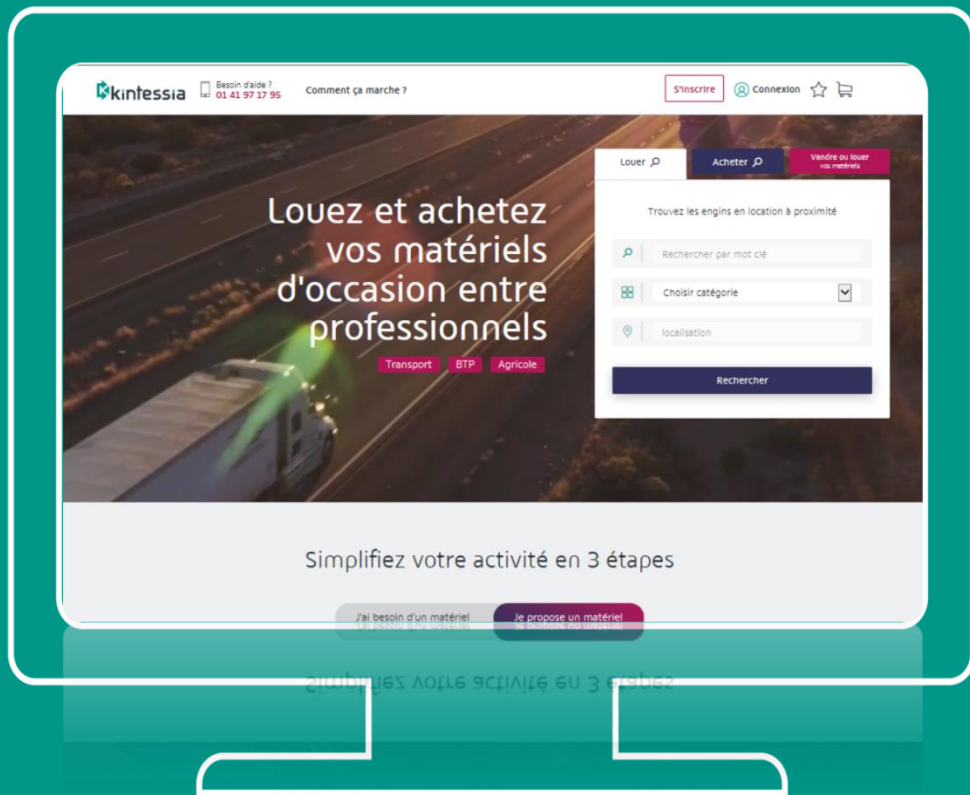 kintessia
Besoin d'aide ?
01 41 97 17 95
Comment ça marche ?
S'inscrire
Connexion
Louer
Acheter
Vendre ou louer
vos matériels
Louez et achetez
vos matériels
d'occasion entre
professionnels
Transport
BTP
Agricole
Trouvez les engins en location à proximité
Rechercher par mot clé
Choisir catégorie
localisation
Rechercher
Simplifiez votre activité en 3 étapes
J'ai besoin d'un matériel
Je propose un matériel